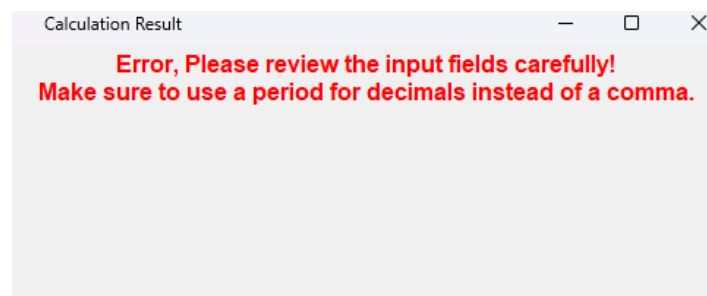 Calculation Result
Error, Please review the input fields carefully!
Make sure to use a period for decimals instead of a comma.